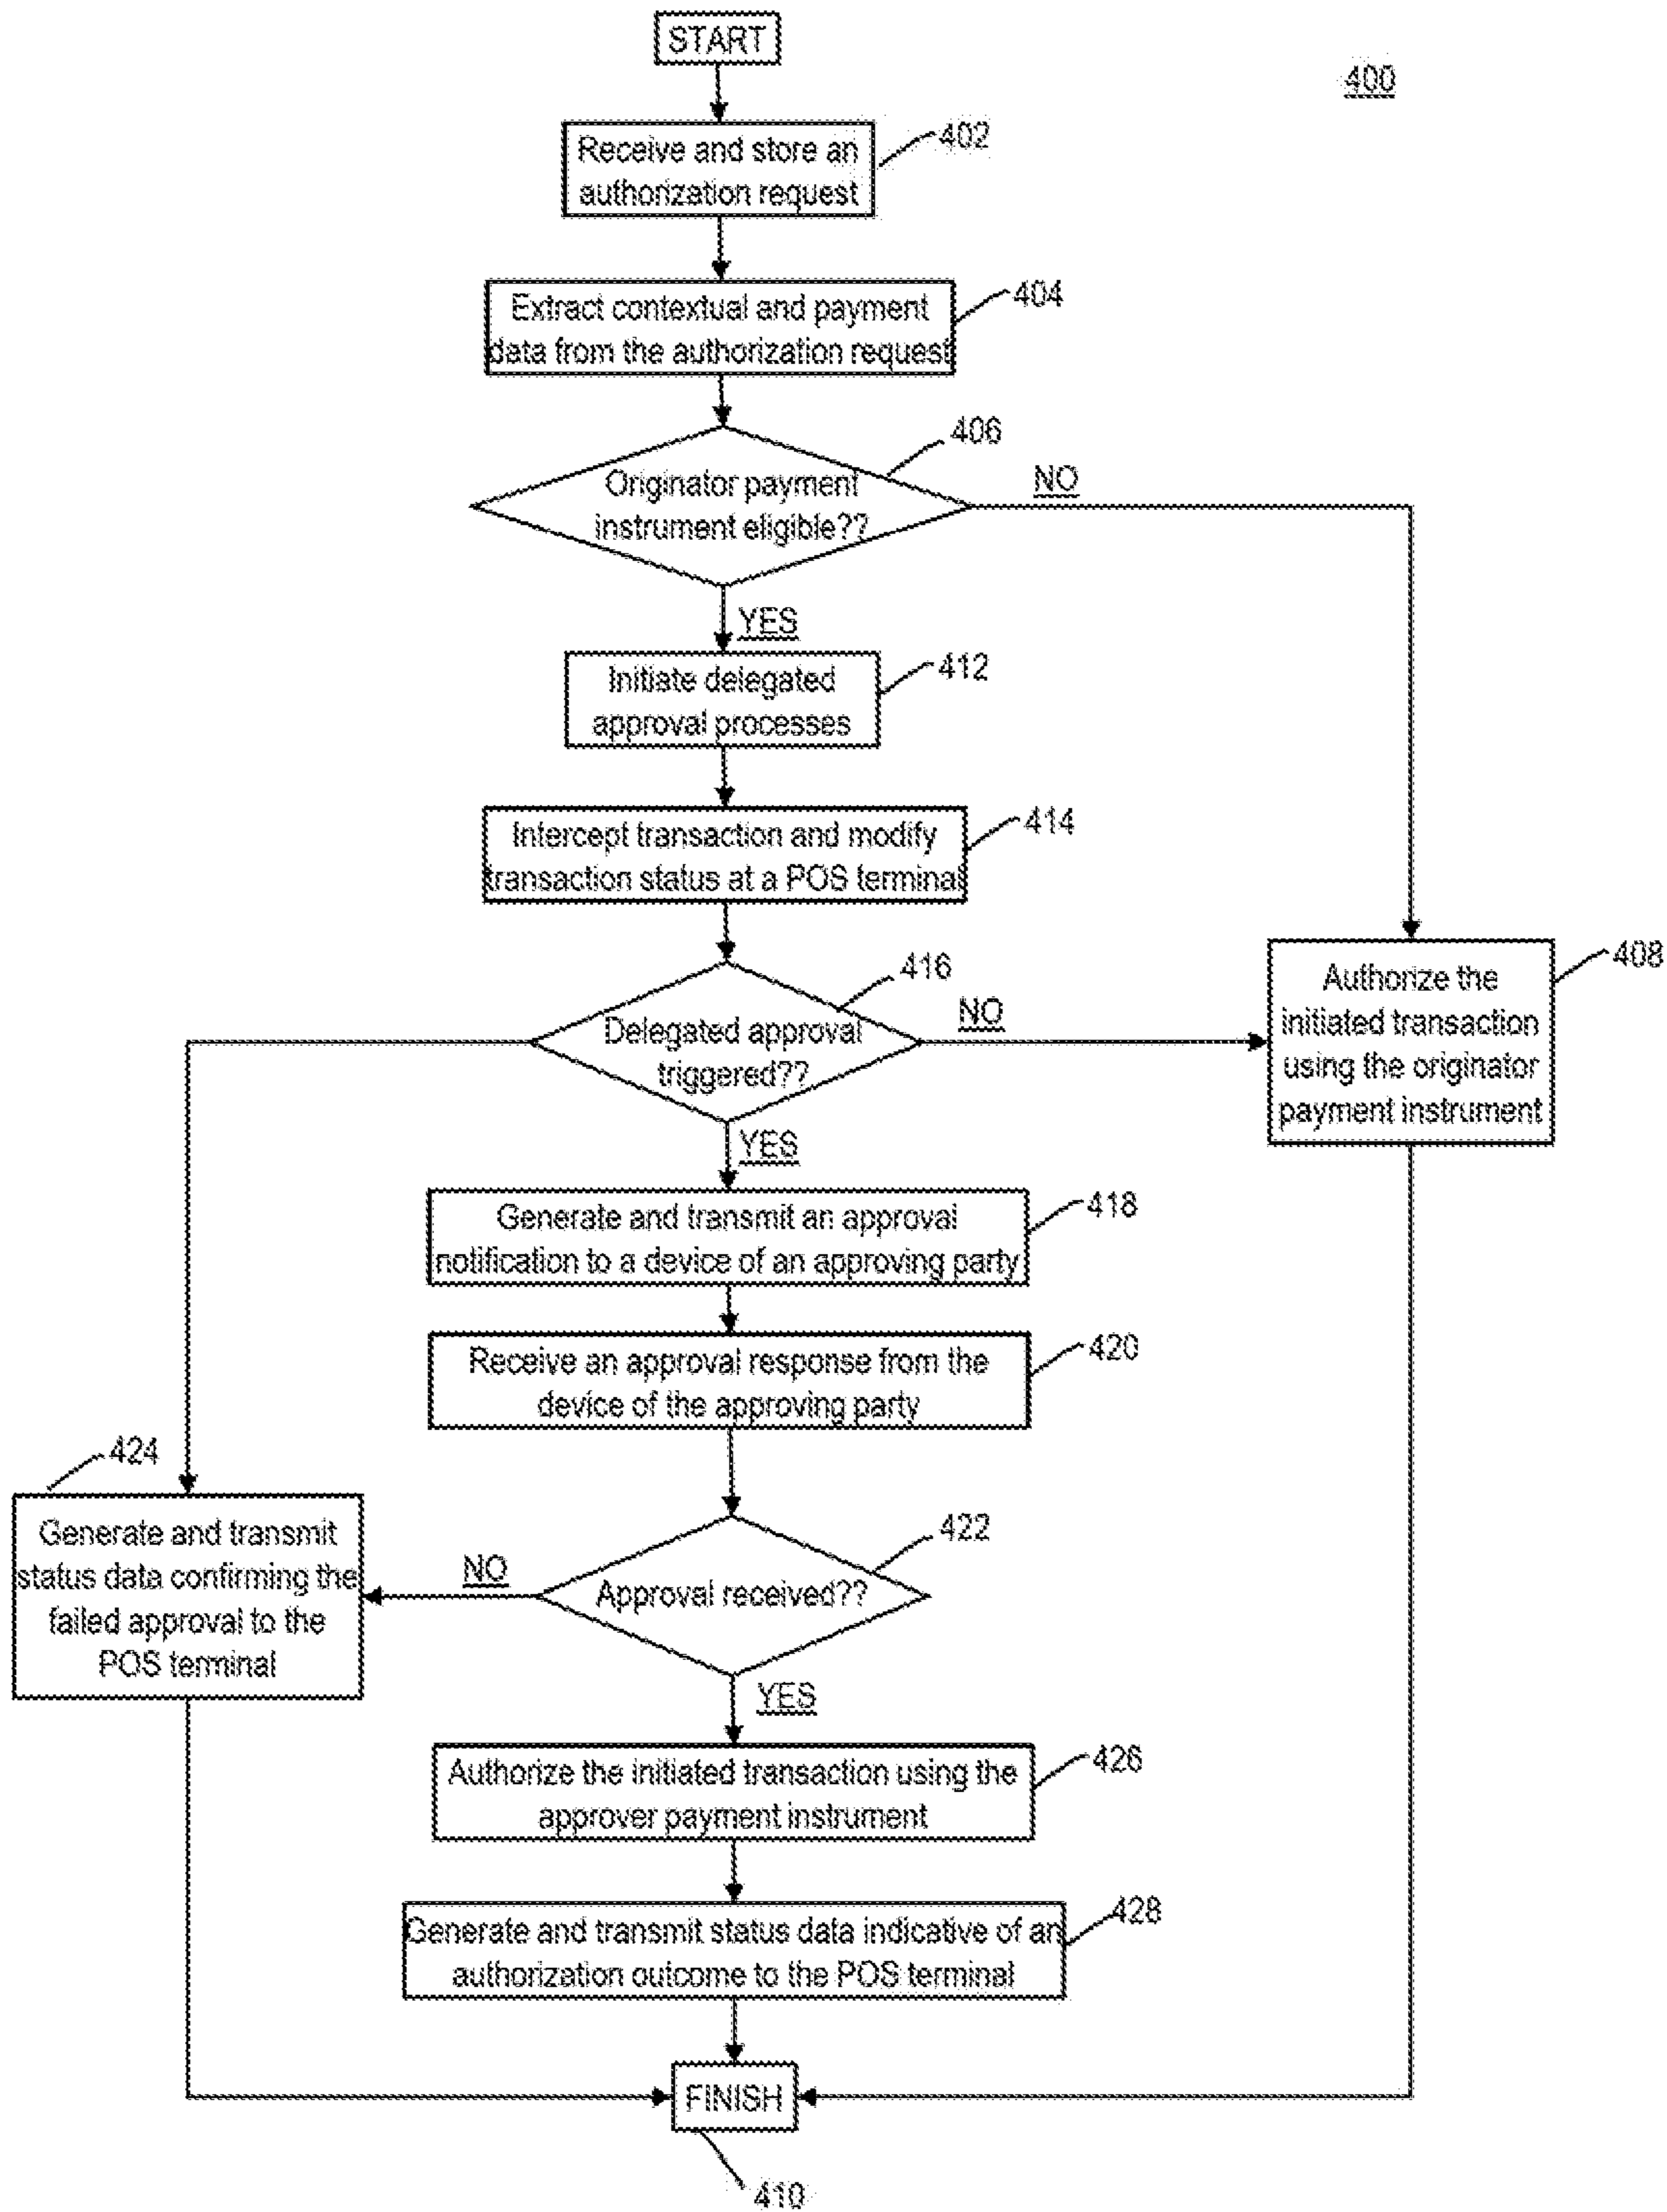 START
400
402
Receive and store an
authorization request
404
Extract contextual and payment
data from the authorization request
406
Originator payment
instrument eligible??
NO
YES
412
Initiate delegated
approval processes
414
Intercept transaction and modify
transaction status at a POS terminal
416
Delegated approval
triggered??
NO
408
Authorize the
initiated transaction
using the originator
payment instrument
YES
418
Generate and transmit an approval
notification to a device of an approving party
420
Receive an approval response from the
device of the approving party
424
Generate and transmit
status data confirming the
failed approval to the
POS terminal
422
NO
Approval received??
YES
426
Authorize the initiated transaction using the
approver payment instrument
428
Generate and transmit status data indicative of an
authorization outcome to the POS terminal
FINISH
410